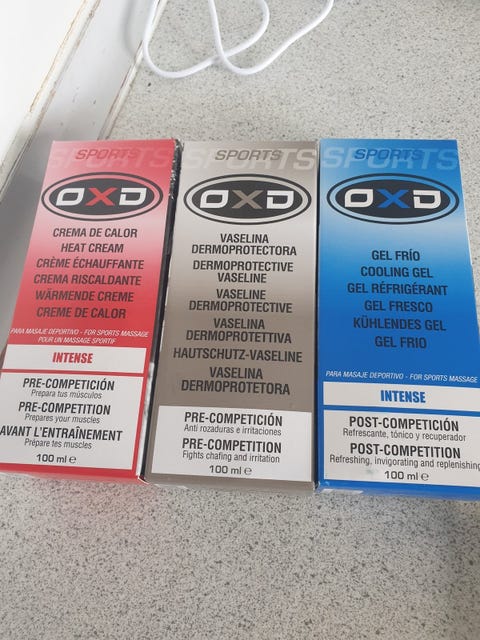 SPORTS
OXD
CREMA DE CALOR
HEAT CREAM
CRÈME ÉCHAUFFANTE
CREMA RISCALDANTE
WÄRMENDE CREME
CREME DE CALOR
PARA MASAJE DEPORTIVO - FOR SPORTS MASSAGE
POUR UN MASSAGE SPORTIF
INTENSE
PRE-COMPETICIÓN
Prepara tus músculos
PRE-COMPETITION
Prepares your muscles
AVANT L'ENTRAÎNEMENT
Prépare tes muscles
100 ml e
SPORTS
OXD
VASELINA
DERMOPROTECTORA
DERMOPROTECTIVE
VASELINE
VASELINE
DERMOPROTECTIVE
VASELINA
DERMOPROTETTIVA
HAUTSCHUTZ-VASELINE
VASELINA
DERMOPROTETORA
PRE-COMPETICIÓN
Anti rozaduras e irritaciones
PRE-COMPETITION
Fights chafing and irritation
100 ml e
SPORTS
OXD
GEL FRÍO
COOLING GEL
GEL RÉFRIGÉRANT
GEL FRESCO
KÜHLENDES GEL
GEL FRIO
PARA MASAJE DEPORTIVO - FOR SPORTS MASSAGE
INTENSE
POST-COMPETICIÓN
Refrescante, tónico y recuperador
POST-COMPETITION
Refreshing, invigorating and replenishing
100 ml e